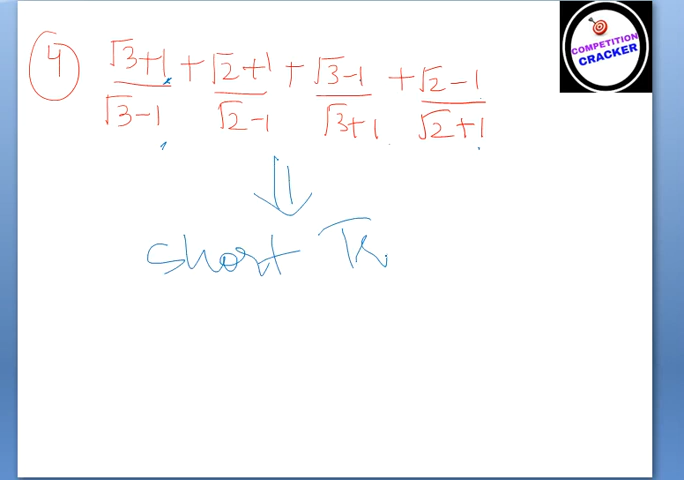 ④ (√3+1)/(√3-1) + (√2+1)/(√2-1) + (√3-1)/(√3+1) + (√2-1)/(√2+1)
COMPETITION
CRACKER
Short Tr